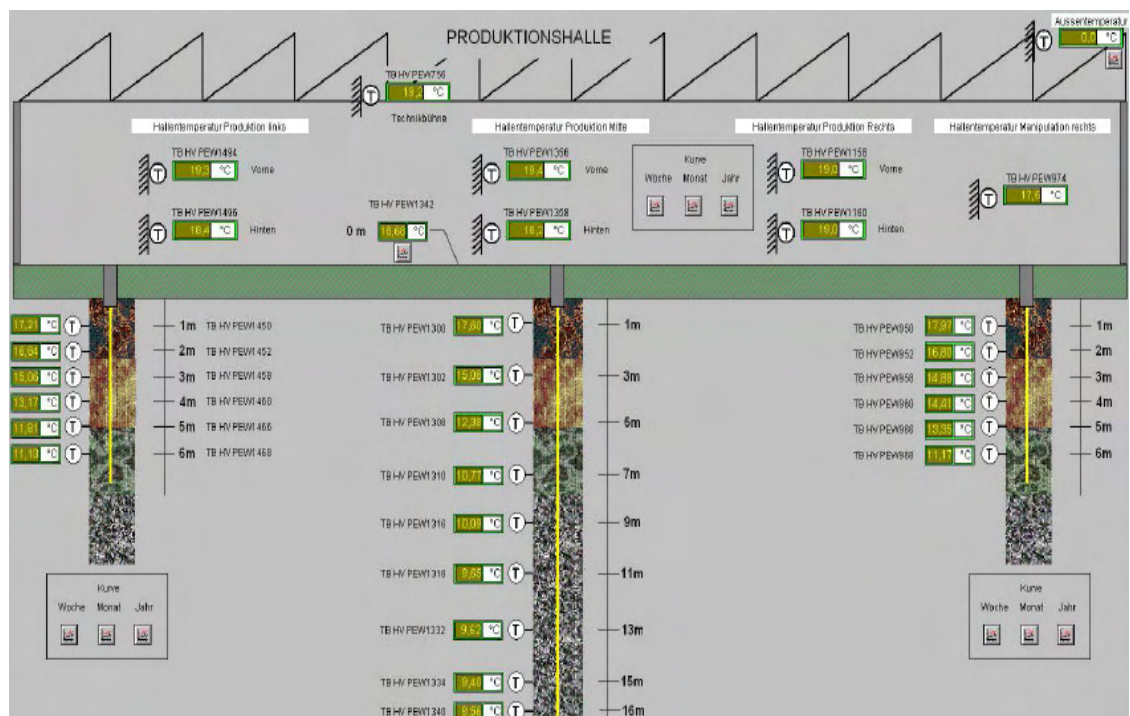 PRODUKTIONSHALLE
Aussentemperatur
0,0 °C
T
TB HV PEW756
T 19,2 °C
Technikbühne
Hallentemperatur Produktion links
Hallentemperatur Produktion Mitte
Hallentemperatur Produktion Rechts
Hallentemperatur Manipulation rechts
TB HV PEW1494
T 19,3 °C Vorne
TB HV PEW1496
T 18,4 °C Hinten
TB HV PEW1342
0 m 18,66 °C
TB HV PEW1356
T 19,4 °C Vorne
TB HV PEW1358
T 18,2 °C Hinten
Kurve
Woche Monat Jahr
TB HV PEW1158
T 19,0 °C Vorne
TB HV PEW1160
T 19,0 °C Hinten
TB HV PEW974
T 17,6 °C
17,21 °C T 1m TB HV PEW1450
16,84 °C T 2m TB HV PEW1452
15,06 °C T 3m TB HV PEW1458
13,17 °C T 4m TB HV PEW1460
11,91 °C T 5m TB HV PEW1466
11,13 °C T 6m TB HV PEW1468
Kurve
Woche Monat Jahr
TB HV PEW1300 °C T 1m
TB HV PEW1302 15,08 °C T 3m
TB HV PEW1308 12,38 °C T 5m
TB HV PEW1310 10,77 °C T 7m
TB HV PEW1316 10,09 °C T 9m
TB HV PEW1318 9,65 °C T 11m
TB HV PEW1332 9,62 °C T 13m
TB HV PEW1334 9,40 °C T 15m
TB HV PEW1340 9,56 °C T 16m
TB HV PEW950 17,97 °C T 1m
TB HV PEW952 16,80 °C T 2m
TB HV PEW958 14,88 °C T 3m
TB HV PEW960 14,41 °C T 4m
TB HV PEW966 13,35 °C T 5m
TB HV PEW968 11,17 °C T 6m
Kurve
Woche Monat Jahr